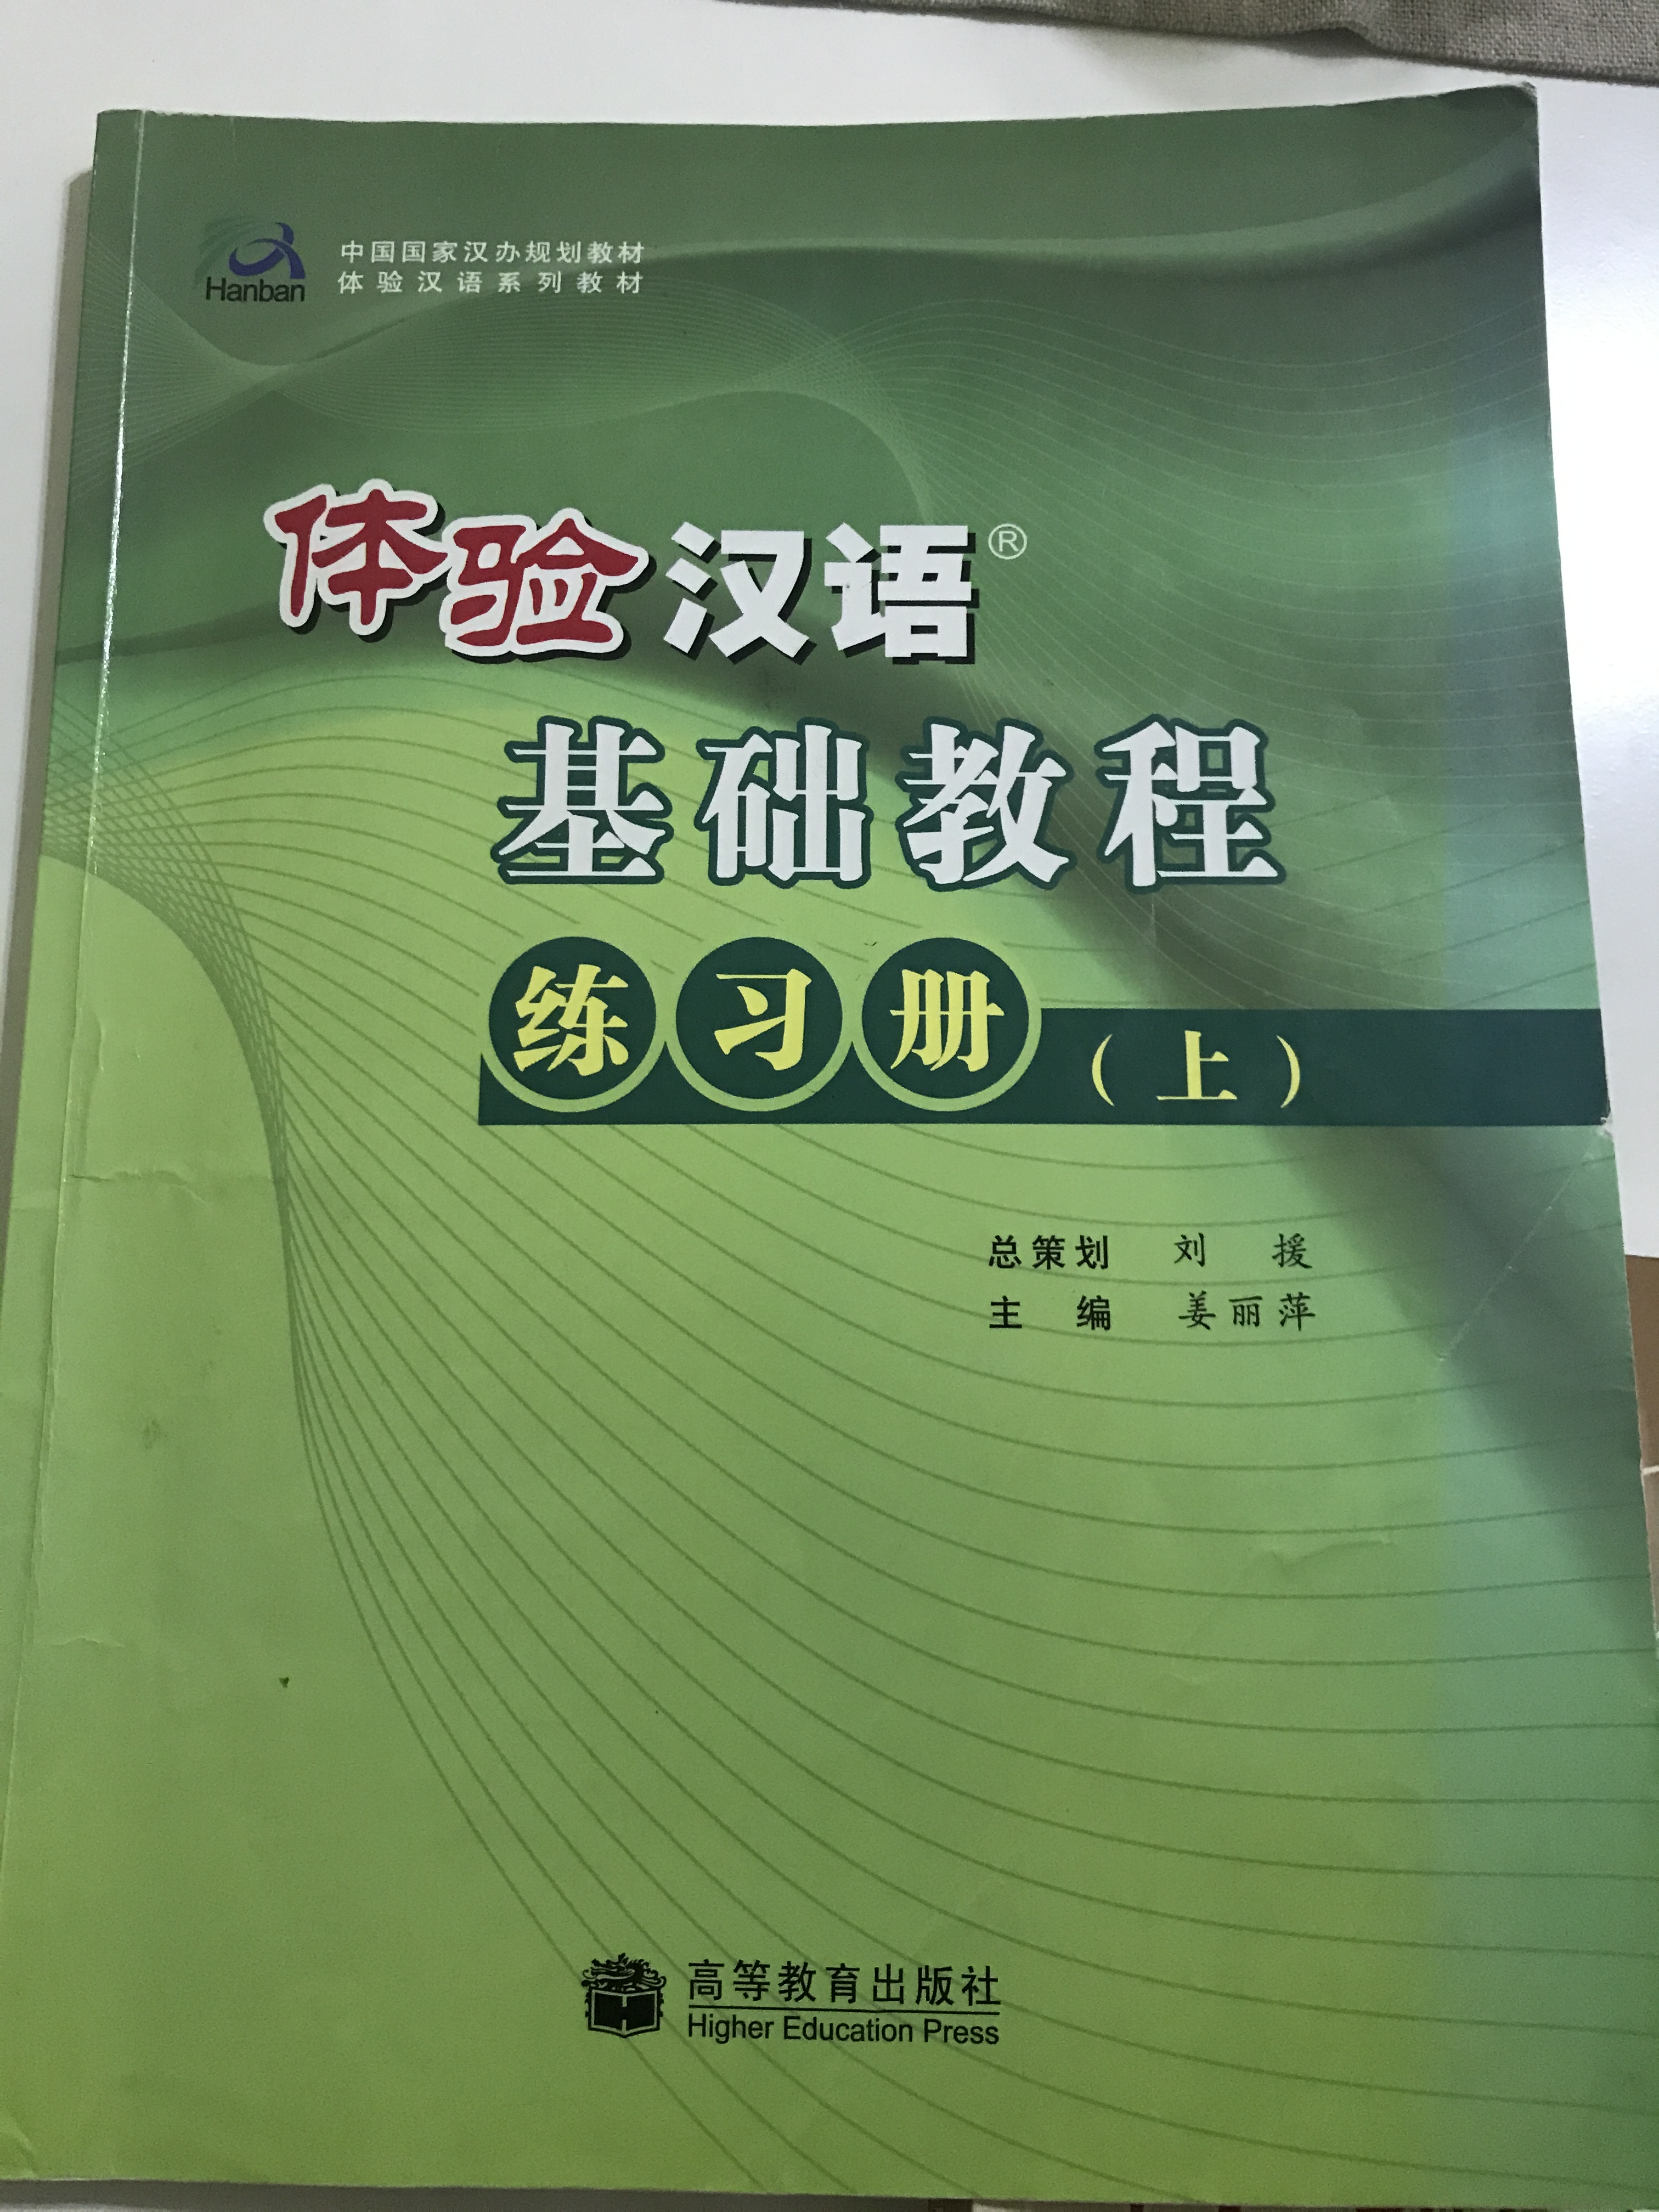 Hanban
中国国家汉办规划教材
体验汉语系列教材
体验汉语®
基础教程
练习册（上）
总策划 刘援
主编 姜丽萍
高等教育出版社
Higher Education Press